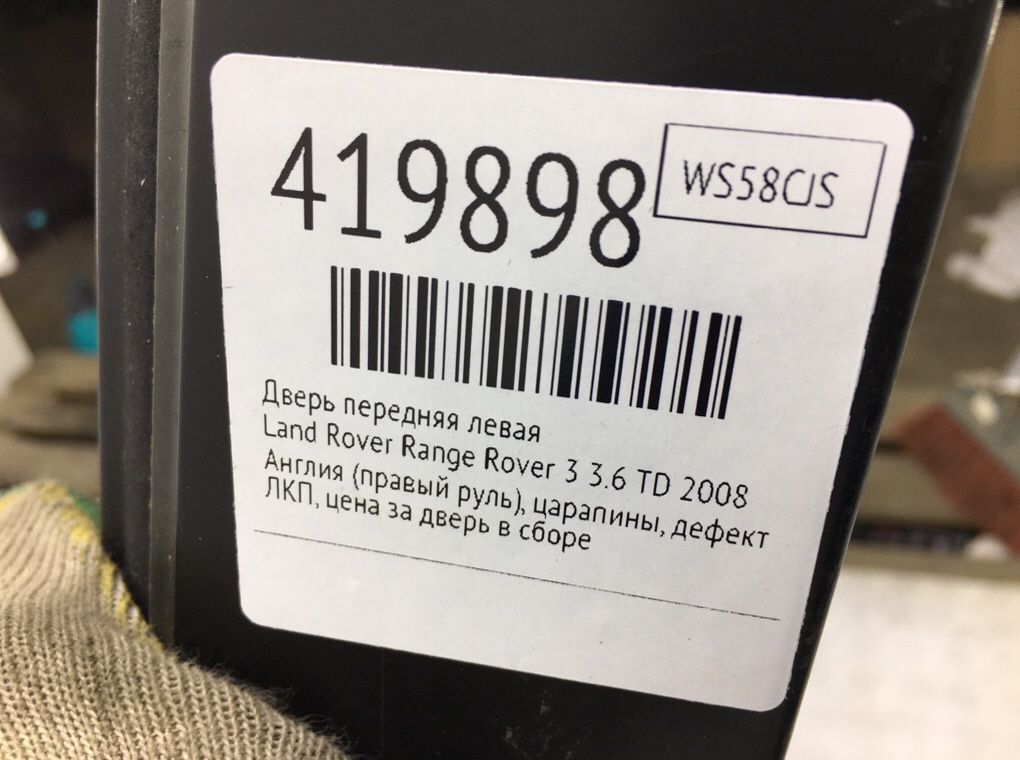 419898
WS58CJS
Дверь передняя левая
Land Rover Range Rover 3 3.6 TD 2008
Англия (правый руль), царапины, дефект
ЛКП, цена за дверь в сборе